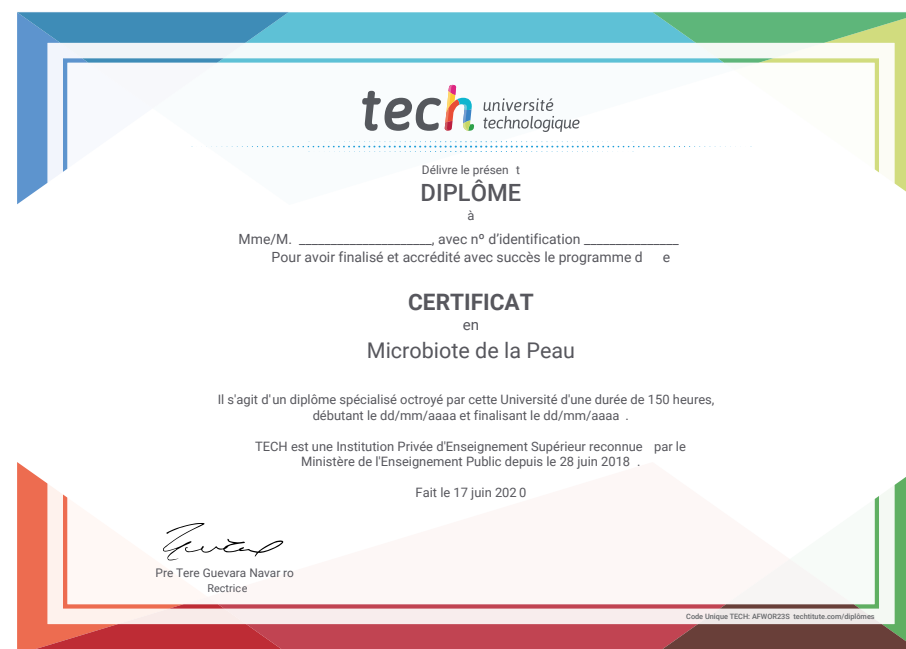 tech université
technologique
Délivre le présen t
DIPLÔME
à
Mme/M. ______________________, avec nº d'identification _______________
Pour avoir finalisé et accrédité avec succès le programme d e
CERTIFICAT
en
Microbiote de la Peau
Il s'agit d'un diplôme spécialisé octroyé par cette Université d'une durée de 150 heures,
débutant le dd/mm/aaaa et finalisant le dd/mm/aaaa .
TECH est une Institution Privée d'Enseignement Supérieur reconnue par le
Ministère de l'Enseignement Public depuis le 28 juin 2018 .
Fait le 17 juin 202 0
Pre Tere Guevara Navar ro
Rectrice
Code Unique TECH: AFWOR23S techtitute.com/diplômes